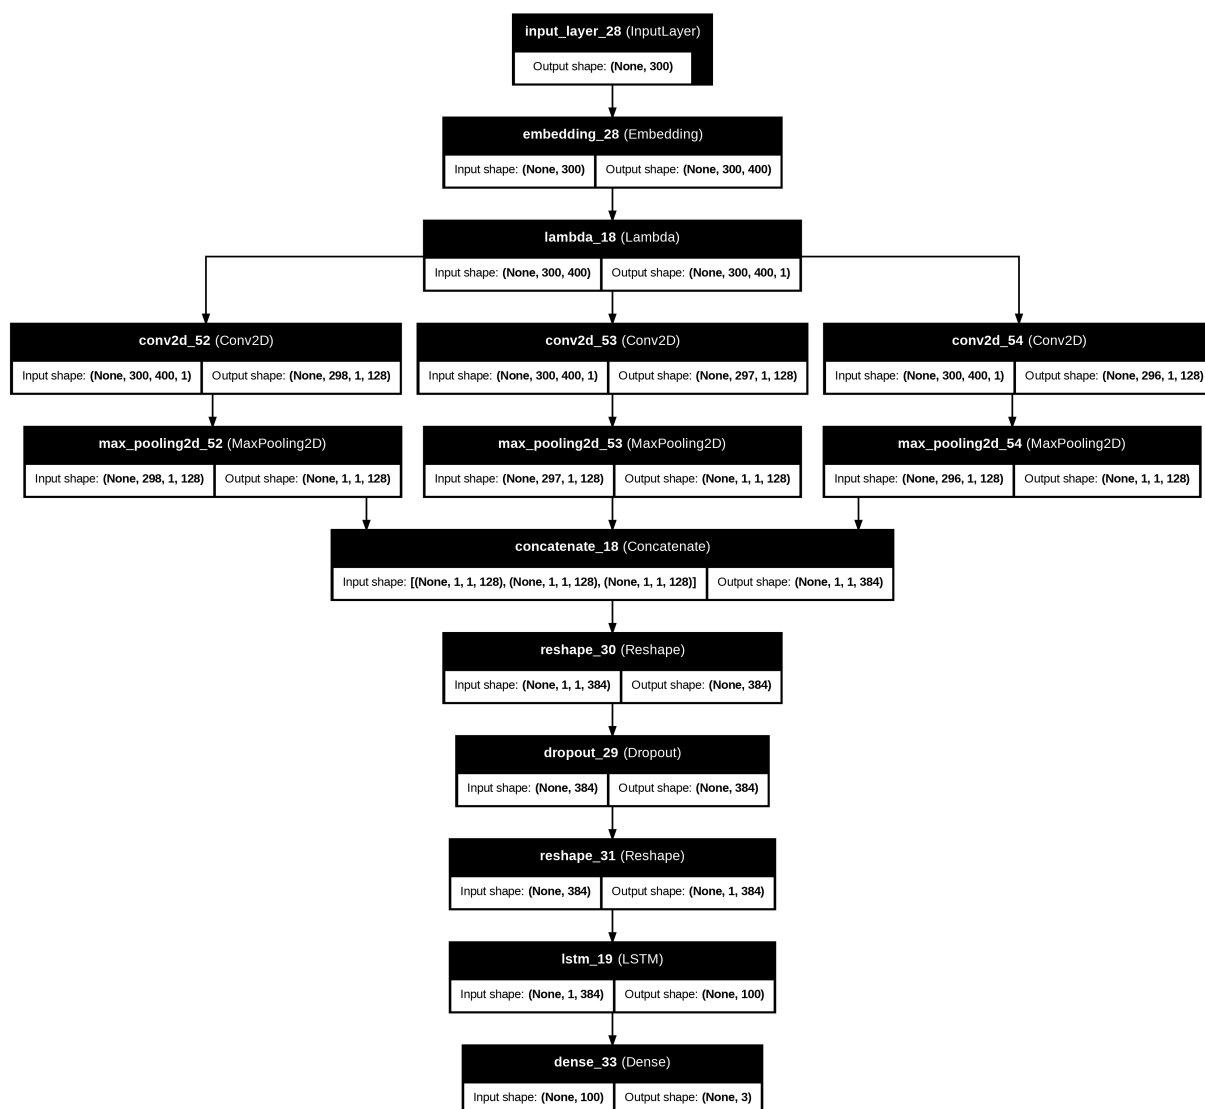 input_layer_28 (InputLayer)
Output shape: (None, 300)
embedding_28 (Embedding)
Input shape: (None, 300) Output shape: (None, 300, 400)
lambda_18 (Lambda)
Input shape: (None, 300, 400) Output shape: (None, 300, 400, 1)
conv2d_52 (Conv2D)
Input shape: (None, 300, 400, 1) Output shape: (None, 298, 1, 128)
conv2d_53 (Conv2D)
Input shape: (None, 300, 400, 1) Output shape: (None, 297, 1, 128)
conv2d_54 (Conv2D)
Input shape: (None, 300, 400, 1) Output shape: (None, 296, 1, 128)
max_pooling2d_52 (MaxPooling2D)
Input shape: (None, 298, 1, 128) Output shape: (None, 1, 1, 128)
max_pooling2d_53 (MaxPooling2D)
Input shape: (None, 297, 1, 128) Output shape: (None, 1, 1, 128)
max_pooling2d_54 (MaxPooling2D)
Input shape: (None, 296, 1, 128) Output shape: (None, 1, 1, 128)
concatenate_18 (Concatenate)
Input shape: [(None, 1, 1, 128), (None, 1, 1, 128), (None, 1, 1, 128)] Output shape: (None, 1, 1, 384)
reshape_30 (Reshape)
Input shape: (None, 1, 1, 384) Output shape: (None, 384)
dropout_29 (Dropout)
Input shape: (None, 384) Output shape: (None, 384)
reshape_31 (Reshape)
Input shape: (None, 384) Output shape: (None, 1, 384)
lstm_19 (LSTM)
Input shape: (None, 1, 384) Output shape: (None, 100)
dense_33 (Dense)
Input shape: (None, 100) Output shape: (None, 3)